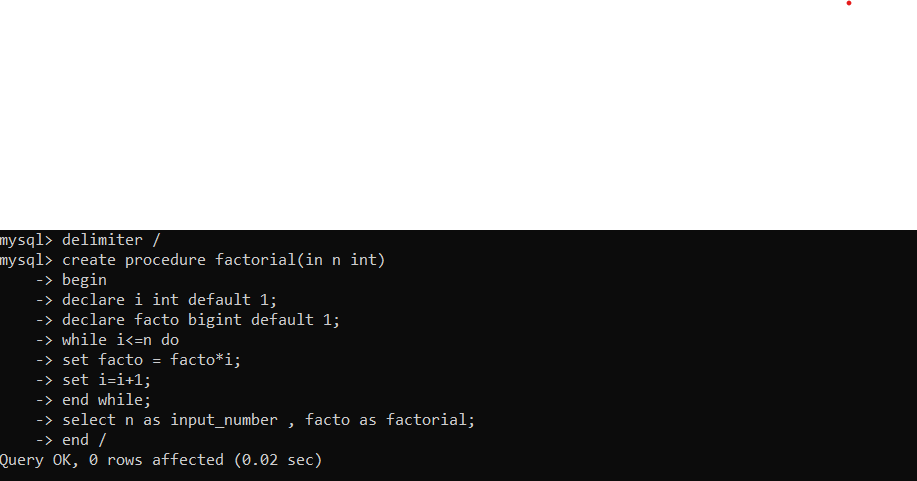 mysql> delimiter /
mysql> create procedure factorial(in n int)
    -> begin
    -> declare i int default 1;
    -> declare facto bigint default 1;
    -> while i<=n do
    -> set facto = facto*i;
    -> set i=i+1;
    -> end while;
    -> select n as input_number , facto as factorial;
    -> end /
Query OK, 0 rows affected (0.02 sec)